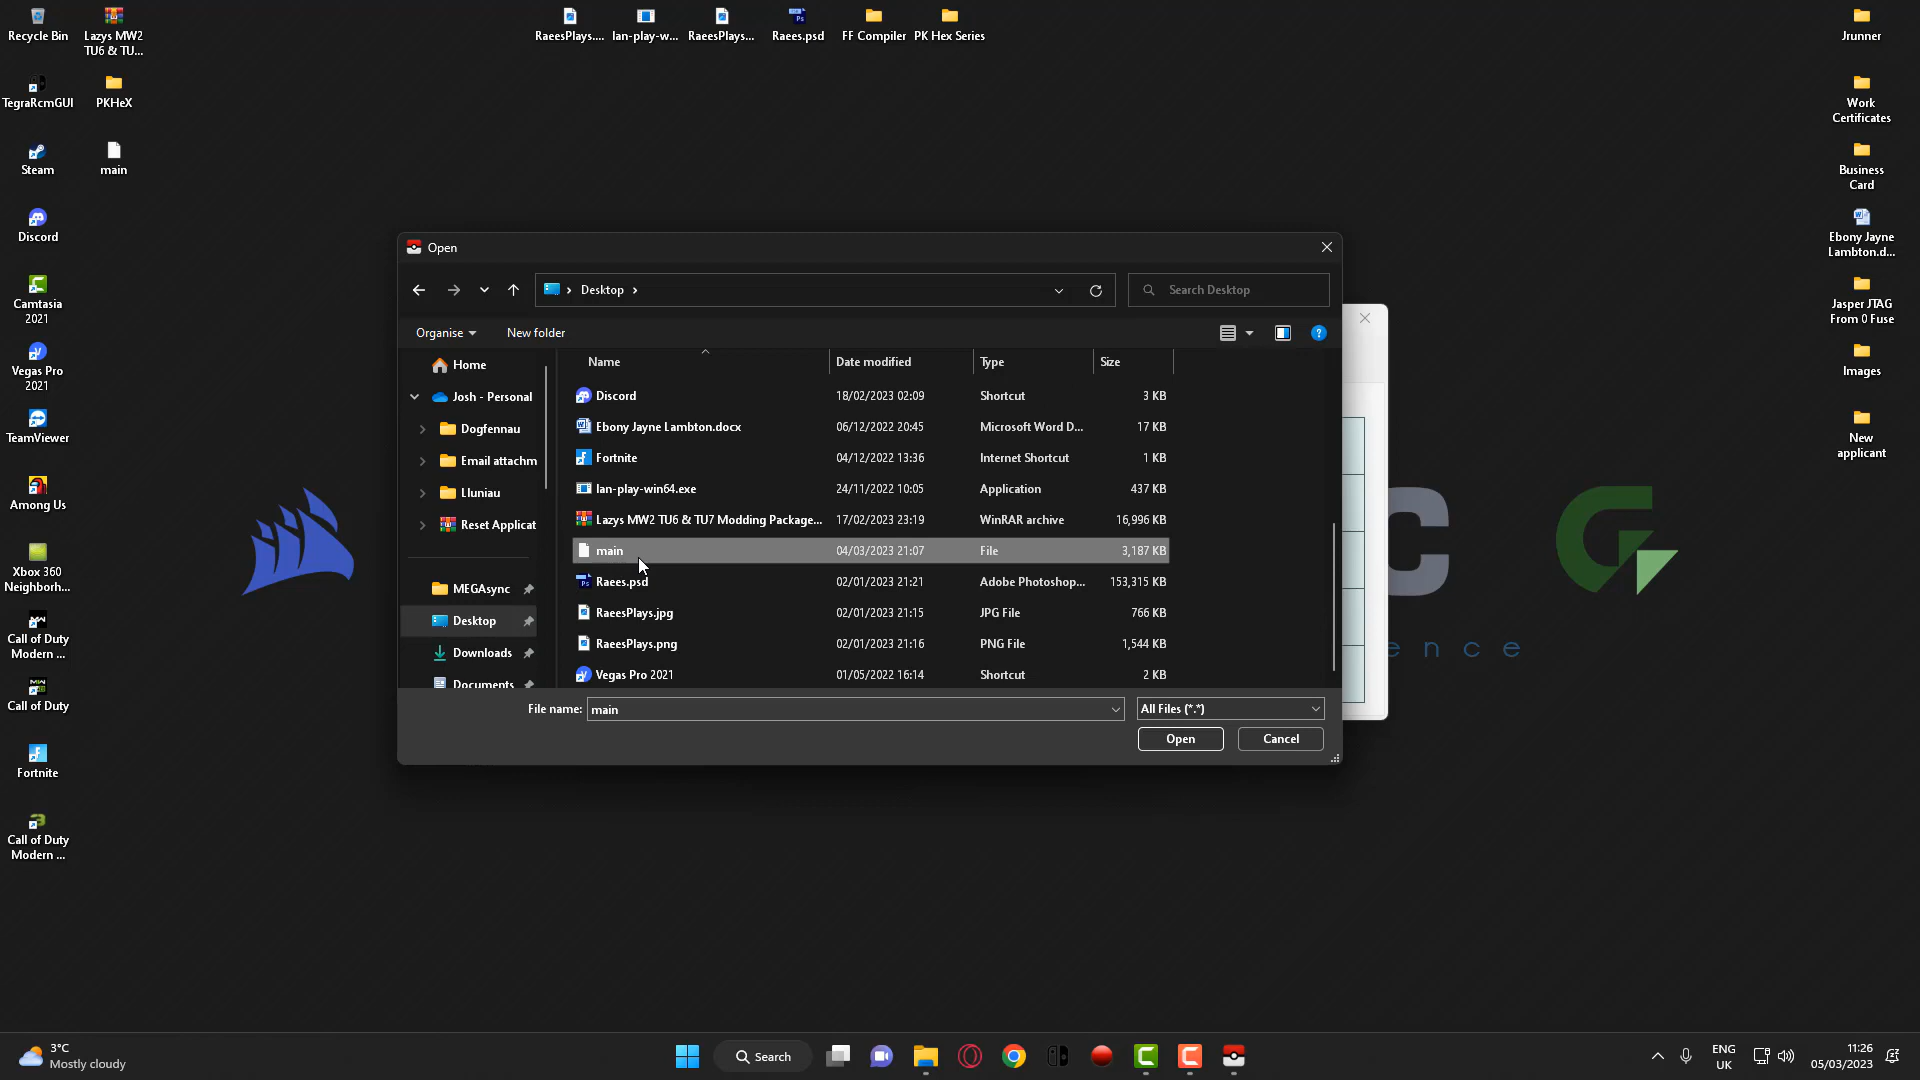 Recycle Bin
Lazys MW2
TU6 & TU...
RaeesPlays....
lan-play-w...
RaeesPlays...
Raees.psd
FF Compiler
PK Hex Series
Jrunner
TegraRcmGUI
PKHeX
Work
Certificates
Steam
main
Business
Card
Discord
Ebony Jayne
Lambton.d...
Camtasia
2021
Jasper JTAG
From 0 Fuse
Vegas Pro
2021
Images
TeamViewer
New
applicant
Among Us
Xbox 360
Neighborh...
Call of Duty
Modern ...
Call of Duty
Fortnite
Call of Duty
Modern ...
Open
Desktop
Search Desktop
Organise
New folder
Home
Josh - Personal
Dogfennau
Email attachm
Lluniau
Reset Applicat
MEGAsync
Desktop
Downloads
Documents
Name Date modified Type Size
Discord 18/02/2023 02:09 Shortcut 3 KB
Ebony Jayne Lambton.docx 06/12/2022 20:45 Microsoft Word D... 17 KB
Fortnite 04/12/2022 13:36 Internet Shortcut 1 KB
lan-play-win64.exe 24/11/2022 10:05 Application 437 KB
Lazys MW2 TU6 & TU7 Modding Package... 17/02/2023 23:19 WinRAR archive 16,996 KB
main 04/03/2023 21:07 File 3,187 KB
Raees.psd 02/01/2023 21:21 Adobe Photoshop... 153,315 KB
RaeesPlays.jpg 02/01/2023 21:15 JPG File 766 KB
RaeesPlays.png 02/01/2023 21:16 PNG File 1,544 KB
Vegas Pro 2021 01/05/2022 16:14 Shortcut 2 KB
File name: main All Files (*.*)
Open Cancel
C
ence
3°C
Mostly cloudy
Search
ENG
UK
11:26
05/03/2023